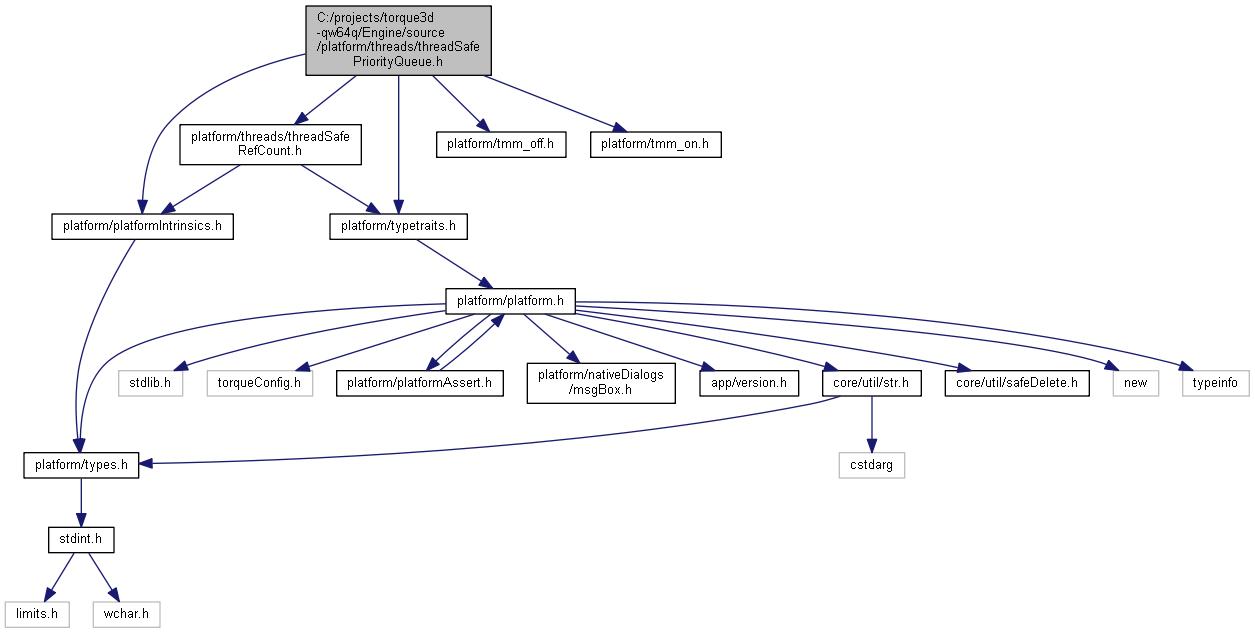 C:/projects/torque3d
-qw64q/Engine/source
/platform/threads/threadSafe
PriorityQueue.h
platform/threads/threadSafe
RefCount.h
platform/tmm_off.h
platform/tmm_on.h
platform/platformIntrinsics.h
platform/typetraits.h
platform/platform.h
stdlib.h
torqueConfig.h
platform/platformAssert.h
platform/nativeDialogs
/msgBox.h
app/version.h
core/util/str.h
core/util/safeDelete.h
new
typeinfo
platform/types.h
cstdarg
stdint.h
limits.h
wchar.h